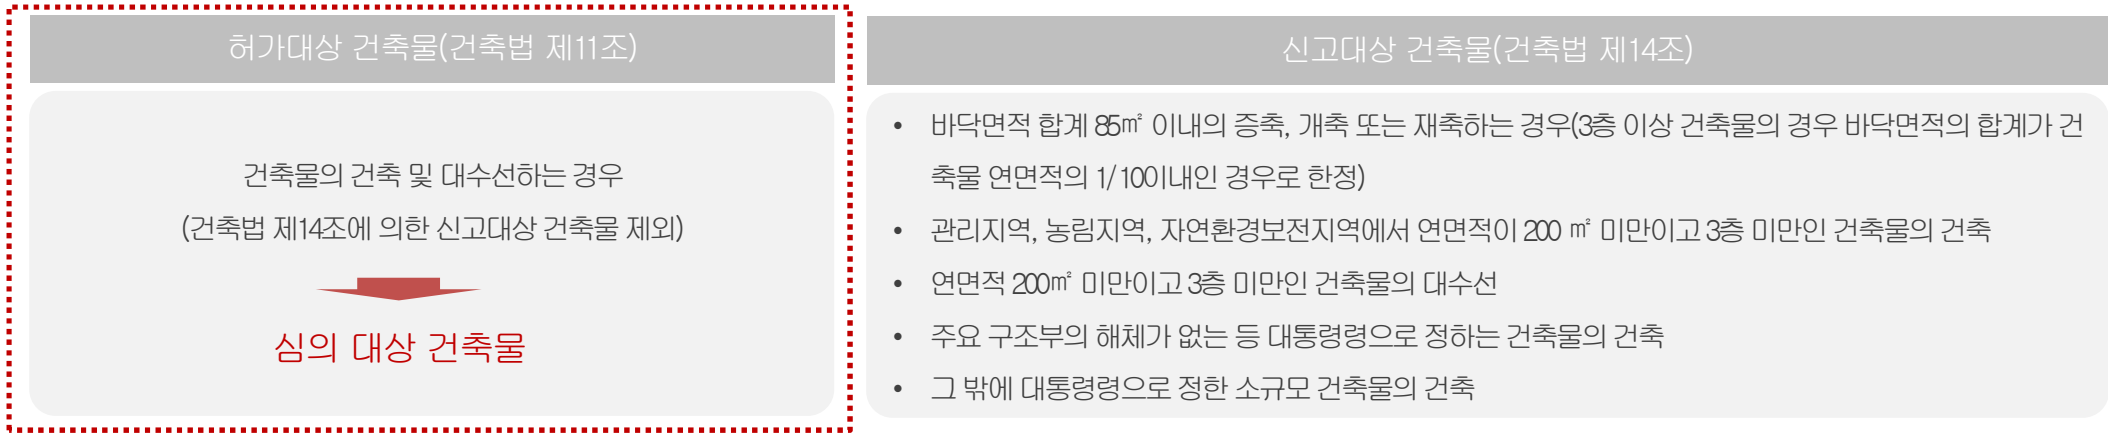 허가대상 건축물(건축법 제11조)
건축물의 건축 및 대수선하는 경우
(건축법 제14조에 의한 신고대상 건축물 제외)
심의 대상 건축물
신고대상 건축물(건축법 제14조)
• 바닥면적 합계 85㎡ 이내의 증축, 개축 또는 재축하는 경우(3층 이상 건축물의 경우 바닥면적의 합계가 건
축물 연면적의 1/100이내인 경우로 한정)
• 관리지역, 농림지역, 자연환경보전지역에서 연면적이 200 ㎡ 미만이고 3층 미만인 건축물의 건축
• 연면적 200㎡ 미만이고 3층 미만인 건축물의 대수선
• 주요 구조부의 해체가 없는 등 대통령령으로 정하는 건축물의 건축
• 그 밖에 대통령령으로 정한 소규모 건축물의 건축